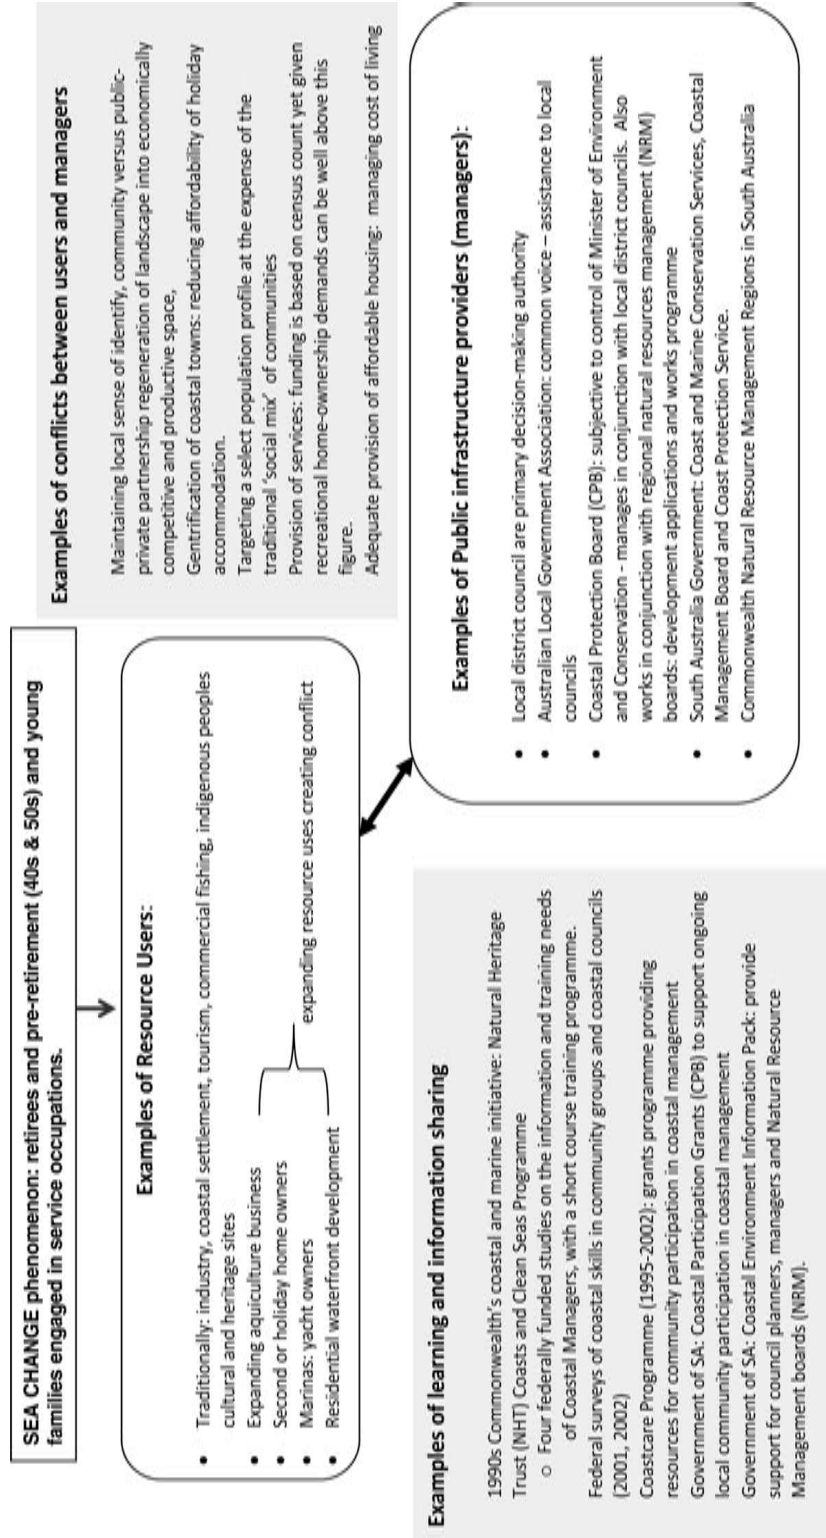 SEA CHANGE phenomenon: retirees and pre-retirement (40s & 50s) and young
families engaged in service occupations.
Examples of Resource Users:
• Traditionally: industry, coastal settlement, tourism, commercial fishing, indigenous peoples
cultural and heritage sites
• Expanding aquiculture business
• Second or holiday home owners
• Marinas: yacht owners
• Residential waterfront development
expanding resource uses creating conflict
Examples of conflicts between users and managers
Maintaining local sense of identify, community versus public-
private partnership regeneration of landscape into economically
competitive and productive space,
Gentrification of coastal towns: reducing affordability of holiday
accommodation.
Targeting a select population profile at the expense of the
traditional 'social mix' of communities
Provision of services: funding is based on census count yet given
recreational home-ownership demands can be well above this
figure.
Adequate provision of affordable housing: managing cost of living
Examples of learning and information sharing
1990s Commonwealth's coastal and marine initiative: Natural Heritage
Trust (NHT) Coasts and Clean Seas Programme
○ Four federally funded studies on the information and training needs
of Coastal Managers, with a short course training programme.
Federal surveys of coastal skills in community groups and coastal councils
(2001, 2002)
Coastcare Programme (1995-2002): grants programme providing
resources for community participation in coastal management
Government of SA: Coastal Participation Grants (CPB) to support ongoing
local community participation in coastal management
Government of SA: Coastal Environment Information Pack: provide
support for council planners, managers and Natural Resource
Management boards (NRM).
Examples of Public infrastructure providers (managers):
• Local district council are primary decision-making authority
• Australian Local Government Association: common voice – assistance to local
councils
• Coastal Protection Board (CPB): subjective to control of Minister of Environment
and Conservation - manages in conjunction with local district councils. Also
works in conjunction with regional natural resources management (NRM)
boards: development applications and works programme
• South Australia Government: Coast and Marine Conservation Services, Coastal
Management Board and Coast Protection Service.
• Commonwealth Natural Resource Management Regions in South Australia